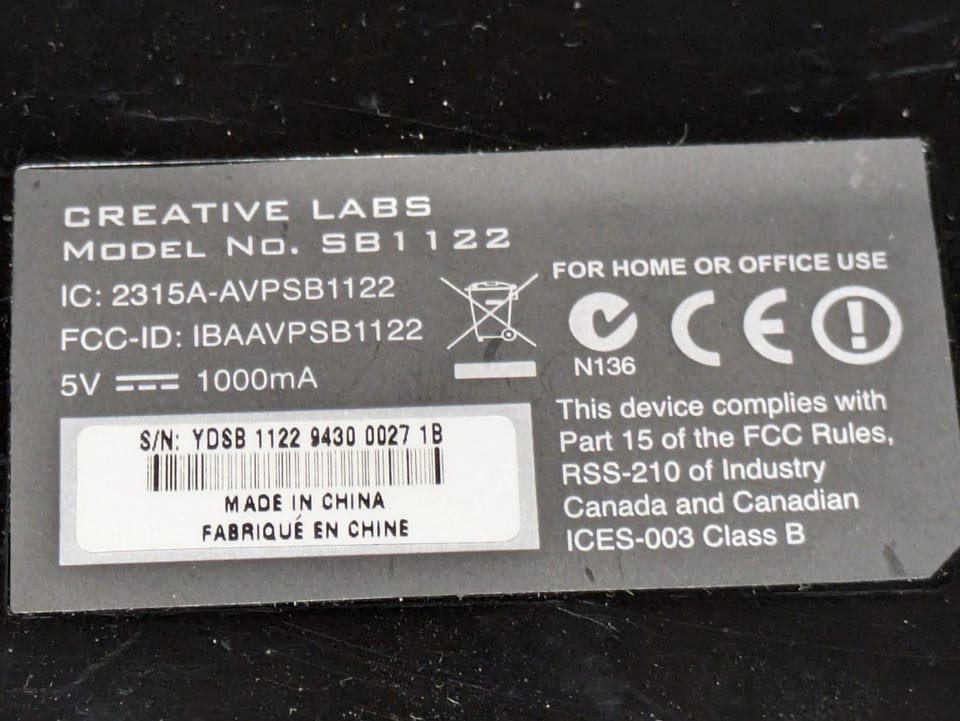 CREATIVE LABS
MODEL NO. SB1122
IC: 2315A-AVPSB1122
FCC-ID: IBAAVPSB1122
5V 1000mA
S/N: YDSB 1122 9430 0027 1B
MADE IN CHINA
FABRIQUÉ EN CHINE
FOR HOME OR OFFICE USE
N136
CE
This device complies with
Part 15 of the FCC Rules,
RSS-210 of Industry
Canada and Canadian
ICES-003 Class B